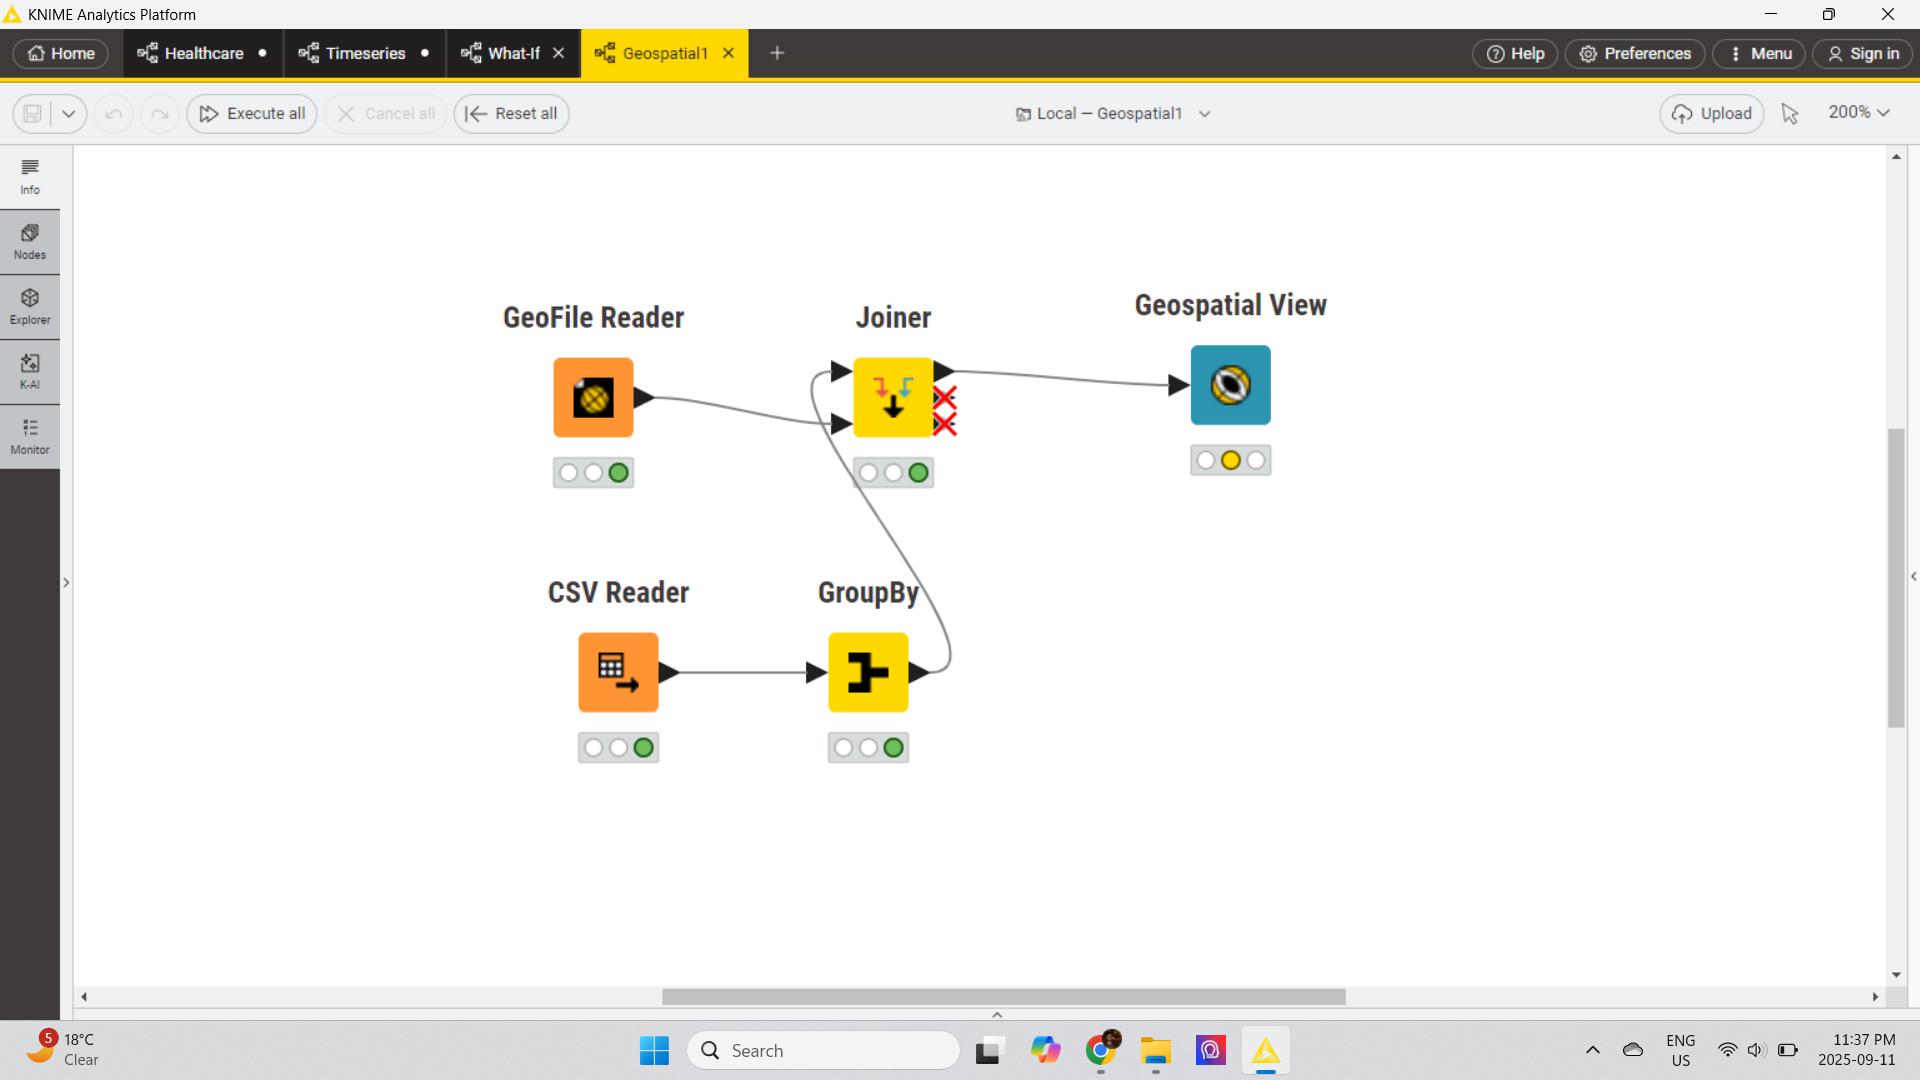 KNIME Analytics Platform
Home
Healthcare
Timeseries
What-If
Geospatial1
Help
Preferences
Menu
Sign in
Execute all
Cancel all
Reset all
Local — Geospatial1
Upload
200%
Info
Nodes
Explorer
K-AI
Monitor
GeoFile Reader
Joiner
Geospatial View
CSV Reader
GroupBy
5
18°C
Clear
Search
ENG
US
11:37 PM
2025-09-11